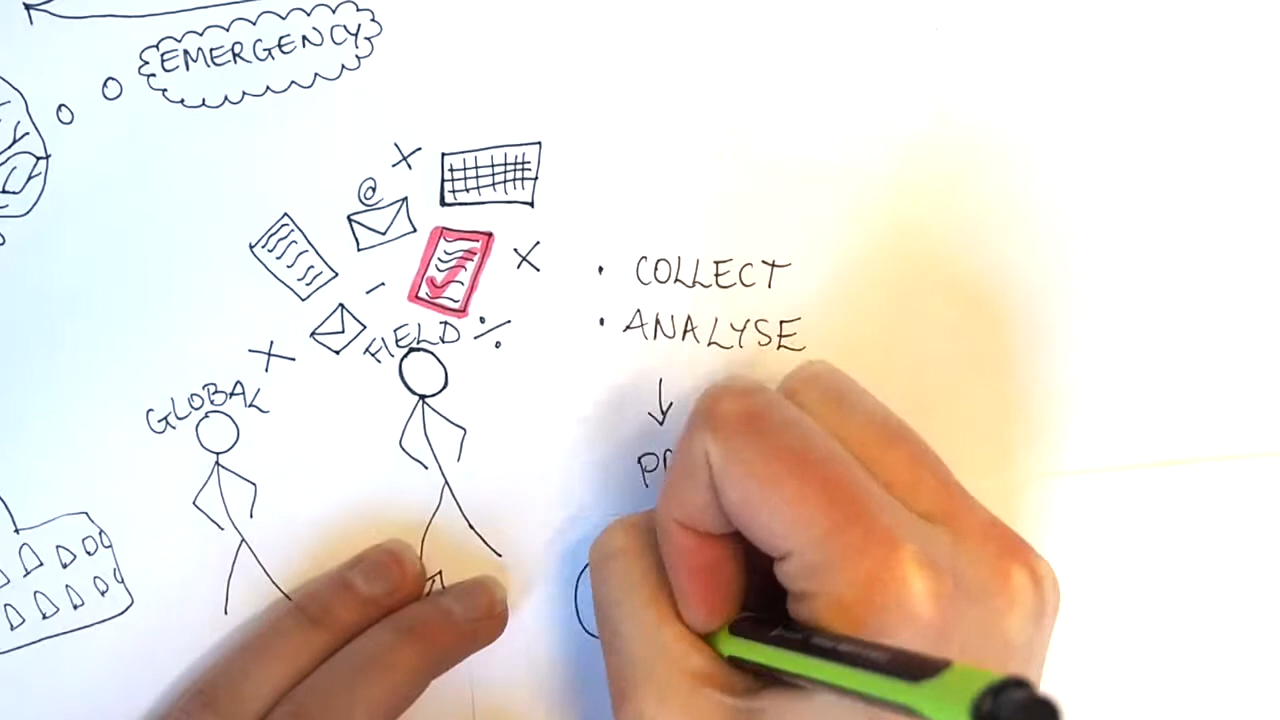 EMERGENCY
@
FIELD
GLOBAL
• COLLECT
• ANALYSE